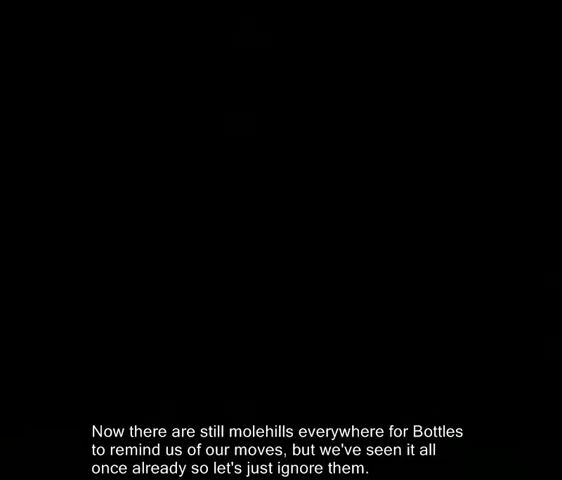 Now there are still molehills everywhere for Bottles
to remind us of our moves, but we've seen it all
once already so let's just ignore them.